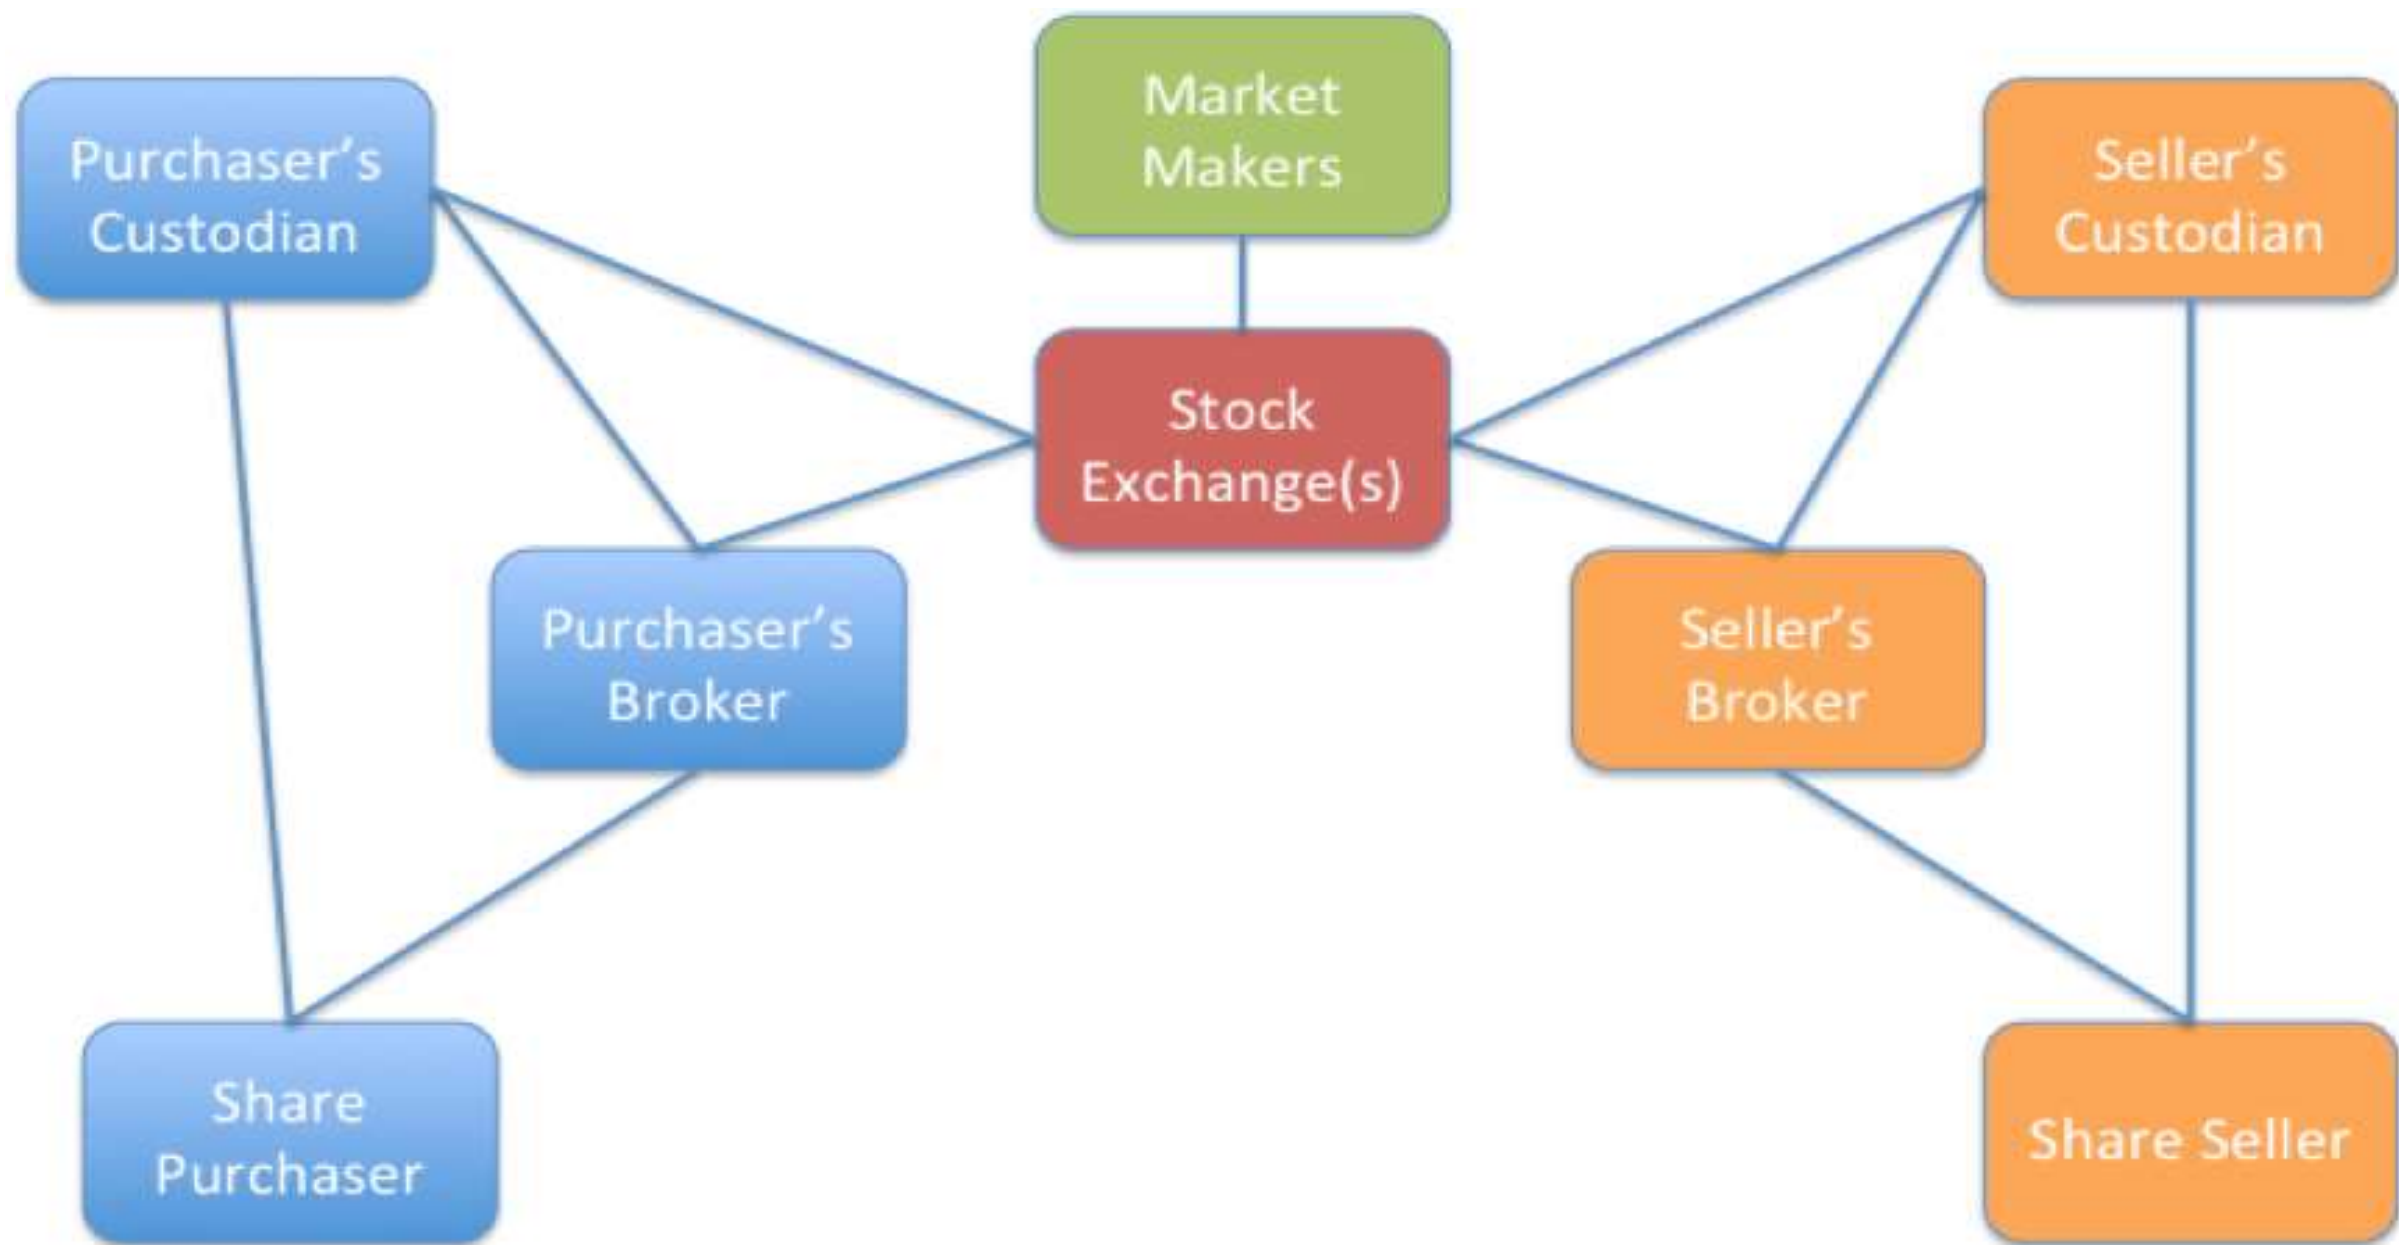 Market
Makers
Purchaser’s
Custodian
Seller’s
Custodian
Stock
Exchange(s)
Purchaser’s
Broker
Seller’s
Broker
Share
Purchaser
Share Seller